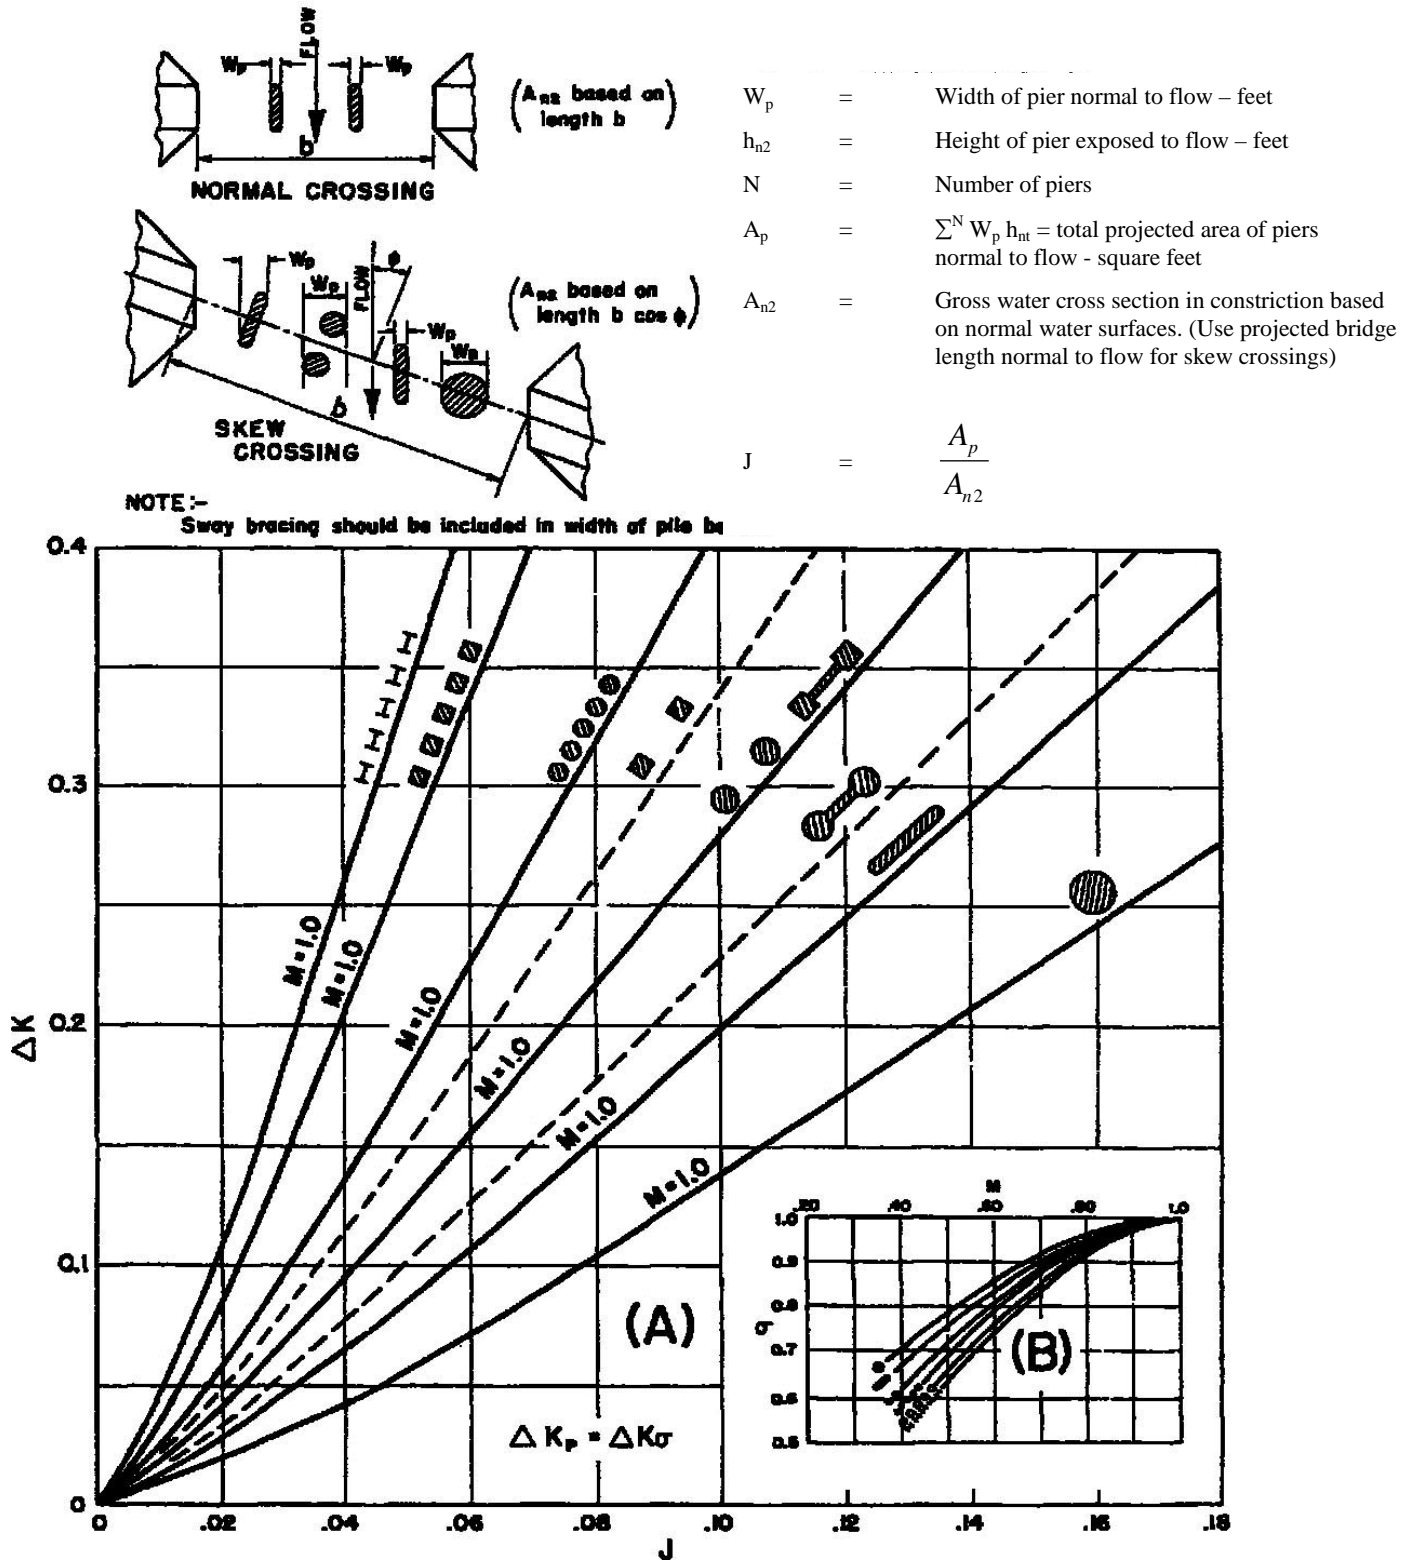 FLOW
Wp
Wp
(An2 based on
length b)
b
NORMAL CROSSING
Wp = Width of pier normal to flow – feet
hn2 = Height of pier exposed to flow – feet
N = Number of piers
Ap = ∑N Wp hnt = total projected area of piers
normal to flow - square feet
An2 = Gross water cross section in constriction based
on normal water surfaces. (Use projected bridge
length normal to flow for skew crossings)
J = Ap
An2
Wp
Wp
FLOW
ϕ
Wp
Wp
(An2 based on
length b cos ϕ)
b
SKEW
CROSSING
NOTE:-
Sway bracing should be included in width of pile be
0.4
0.3
0.2
0.1
0
ΔK
M=1.0
M=1.0
M=1.0
M=1.0
M=1.0
M=1.0
(A)
ΔKp = ΔKσ
M
.20 .40 .60 .80 1.0
1.0
0.9
0.8
0.7
0.6
0.5
σ
(B)
0 .02 .04 .06 .08 .10 .12 .14 .16 .18
J